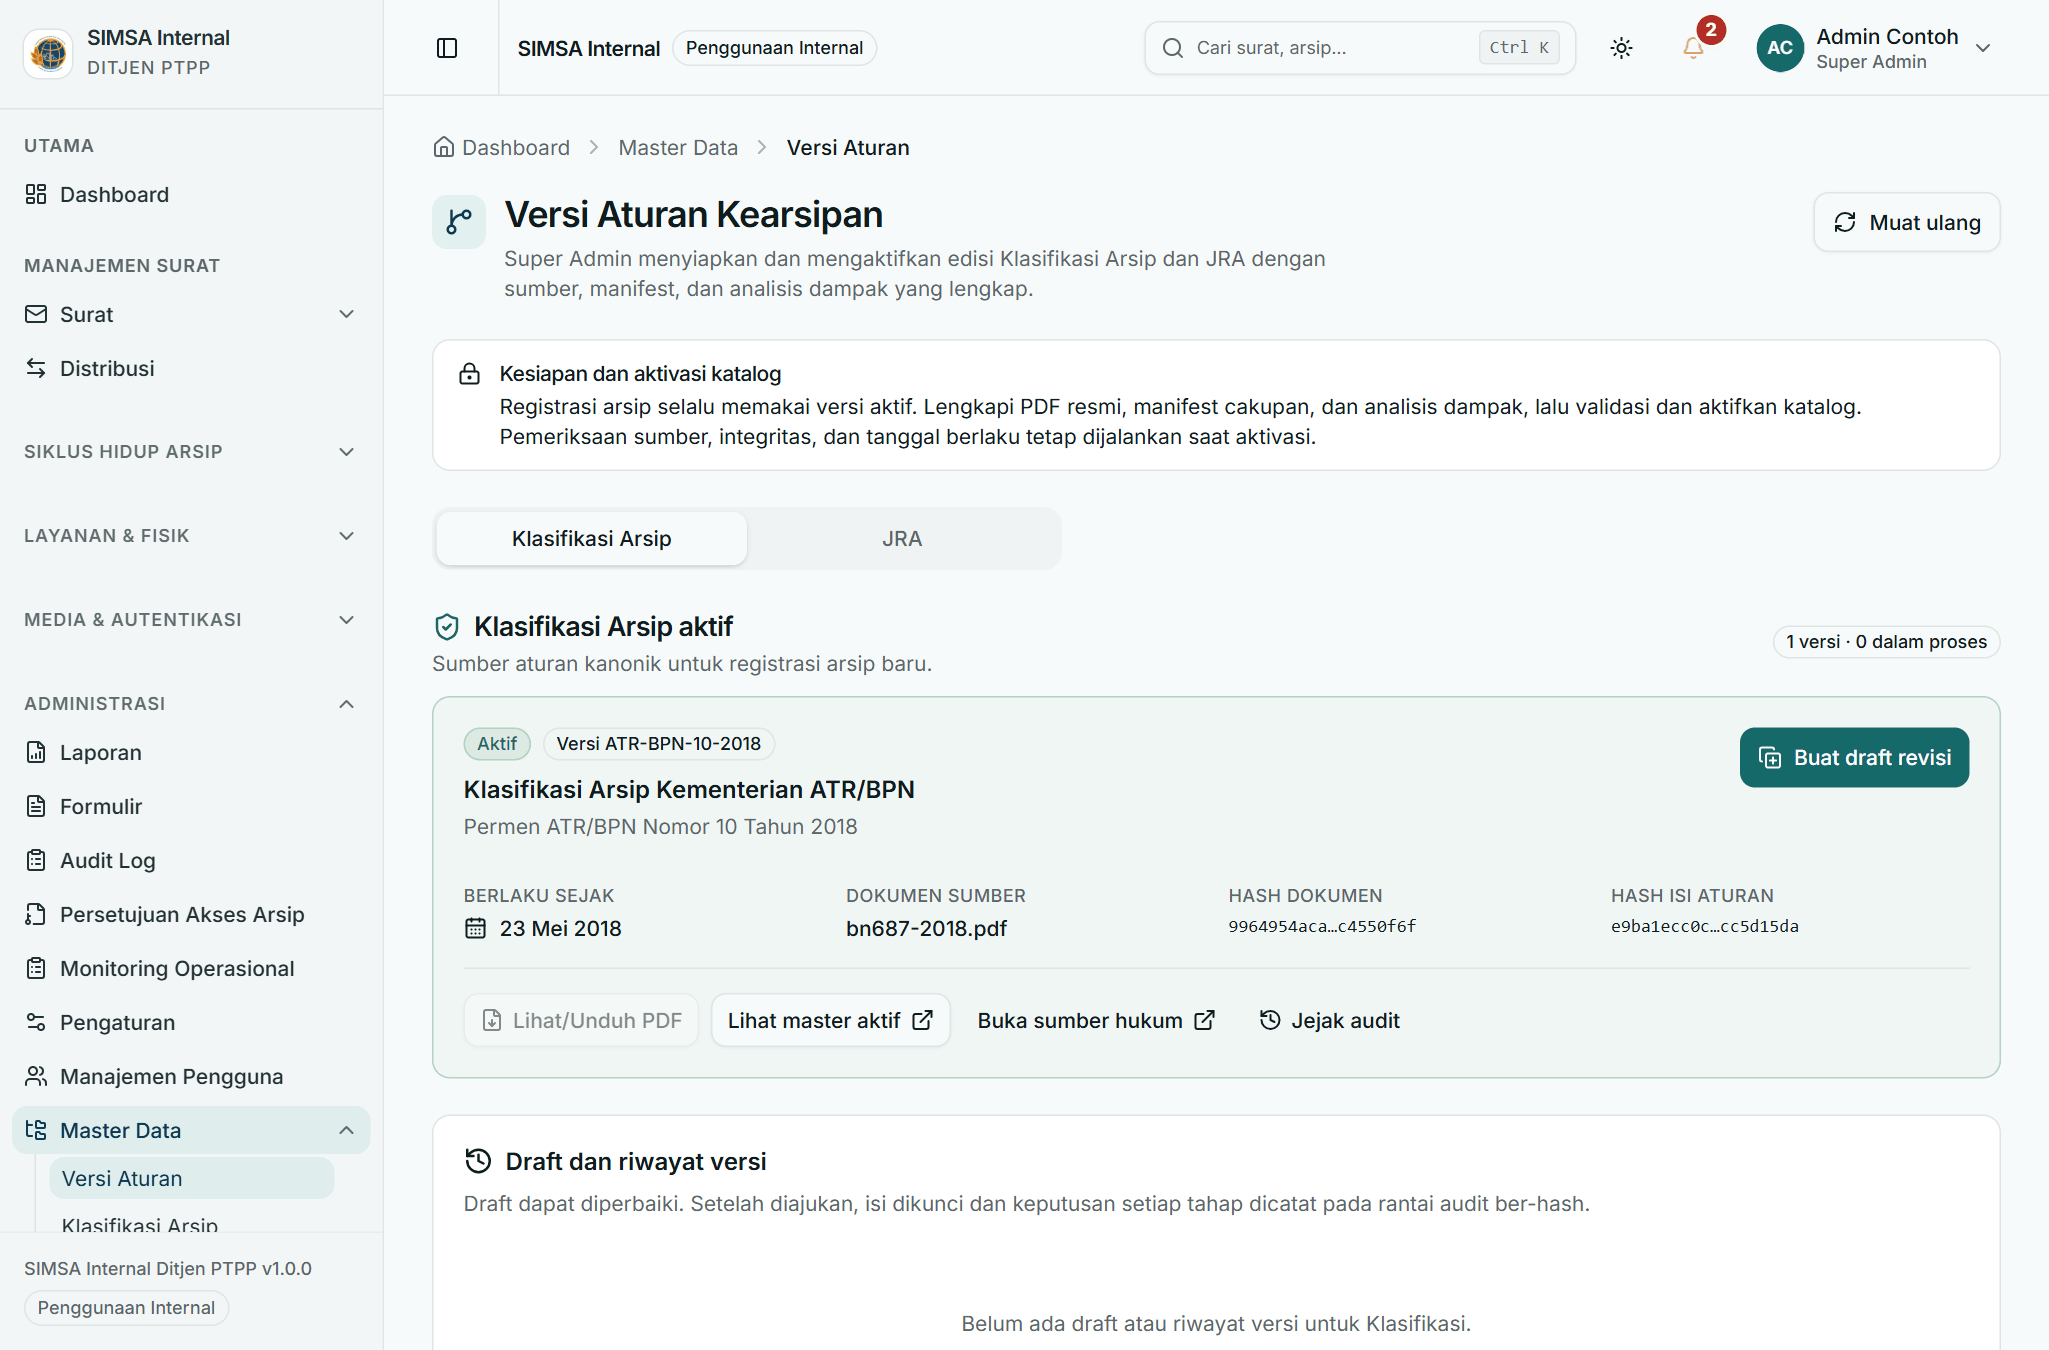 SIMSA Internal
DITJEN PTPP
SIMSA Internal
Penggunaan Internal
Cari surat, arsip...
Ctrl K
2
AC
Admin Contoh
Super Admin
UTAMA
Dashboard
MANAJEMEN SURAT
Surat
Distribusi
SIKLUS HIDUP ARSIP
LAYANAN & FISIK
MEDIA & AUTENTIKASI
ADMINISTRASI
Laporan
Formulir
Audit Log
Persetujuan Akses Arsip
Monitoring Operasional
Pengaturan
Manajemen Pengguna
Master Data
Versi Aturan
Klasifikasi Arsip
SIMSA Internal Ditjen PTPP v1.0.0
Penggunaan Internal
Dashboard
Master Data
Versi Aturan
Versi Aturan Kearsipan
Super Admin menyiapkan dan mengaktifkan edisi Klasifikasi Arsip dan JRA dengan
sumber, manifest, dan analisis dampak yang lengkap.
Muat ulang
Kesiapan dan aktivasi katalog
Registrasi arsip selalu memakai versi aktif. Lengkapi PDF resmi, manifest cakupan, dan analisis dampak, lalu validasi dan aktifkan katalog.
Pemeriksaan sumber, integritas, dan tanggal berlaku tetap dijalankan saat aktivasi.
Klasifikasi Arsip
JRA
Klasifikasi Arsip aktif
Sumber aturan kanonik untuk registrasi arsip baru.
1 versi · 0 dalam proses
Aktif
Versi ATR-BPN-10-2018
Buat draft revisi
Klasifikasi Arsip Kementerian ATR/BPN
Permen ATR/BPN Nomor 10 Tahun 2018
BERLAKU SEJAK
23 Mei 2018
DOKUMEN SUMBER
bn687-2018.pdf
HASH DOKUMEN
9964954aca…c4550f6f
HASH ISI ATURAN
e9ba1ecc0c…cc5d15da
Lihat/Unduh PDF
Lihat master aktif
Buka sumber hukum
Jejak audit
Draft dan riwayat versi
Draft dapat diperbaiki. Setelah diajukan, isi dikunci dan keputusan setiap tahap dicatat pada rantai audit ber-hash.
Belum ada draft atau riwayat versi untuk Klasifikasi.